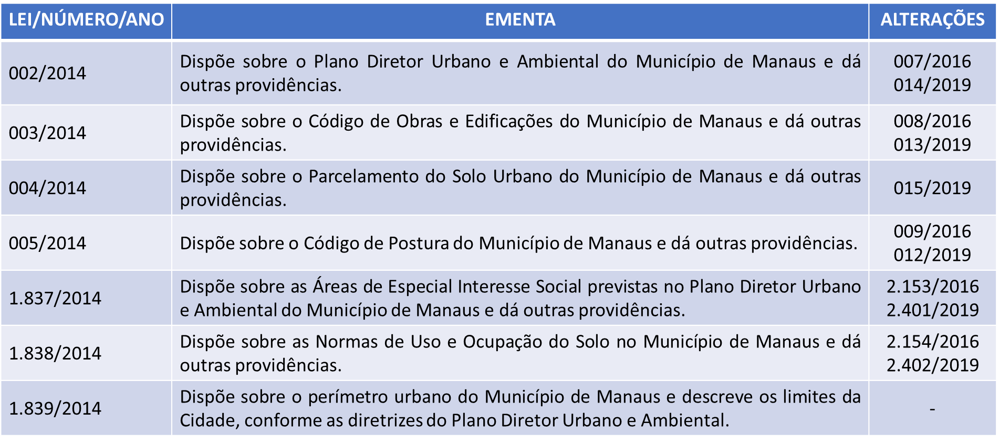 LEI/NÚMERO/ANO
EMENTA
ALTERAÇÕES
002/2014
Dispõe sobre o Plano Diretor Urbano e Ambiental do Município de Manaus e dá
outras providências.
007/2016
014/2019
003/2014
Dispõe sobre o Código de Obras e Edificações do Município de Manaus e dá outras
providências.
008/2016
013/2019
004/2014
Dispõe sobre o Parcelamento do Solo Urbano do Município de Manaus e dá outras
providências.
015/2019
005/2014
Dispõe sobre o Código de Postura do Município de Manaus e dá outras providências.
009/2016
012/2019
1.837/2014
Dispõe sobre as Áreas de Especial Interesse Social previstas no Plano Diretor Urbano
e Ambiental do Município de Manaus e dá outras providências.
2.153/2016
2.401/2019
1.838/2014
Dispõe sobre as Normas de Uso e Ocupação do Solo no Município de Manaus e dá
outras providências.
2.154/2016
2.402/2019
1.839/2014
Dispõe sobre o perímetro urbano do Município de Manaus e descreve os limites da
Cidade, conforme as diretrizes do Plano Diretor Urbano e Ambiental.
-